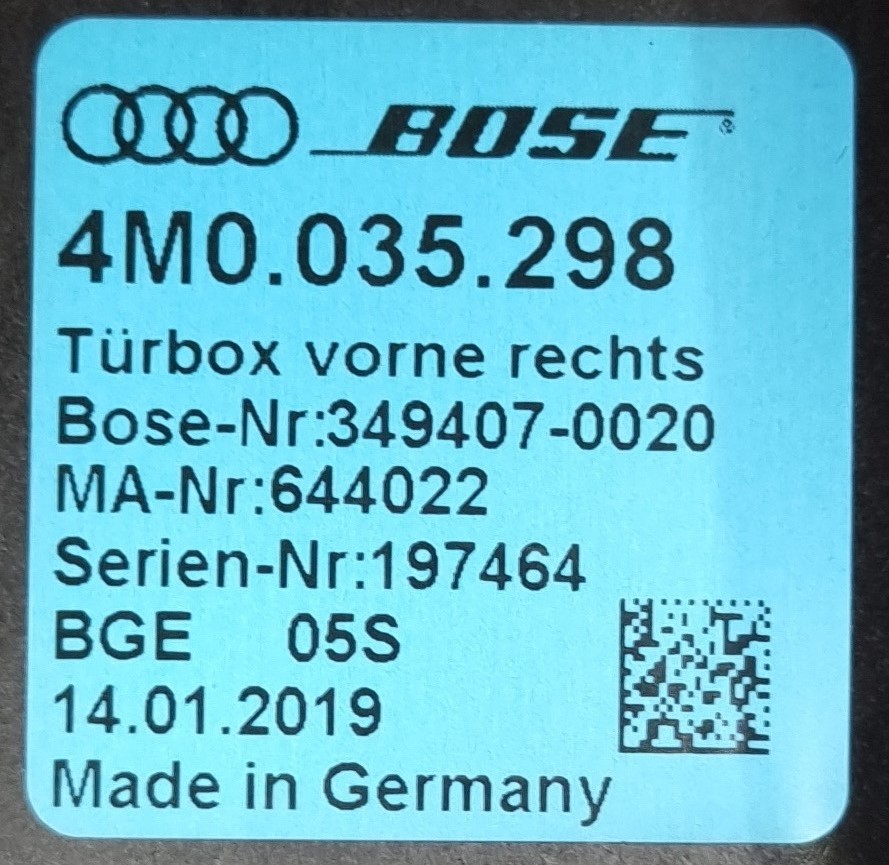 BOSE®
4M0.035.298
Türbox vorne rechts
Bose-Nr:349407-0020
MA-Nr:644022
Serien-Nr:197464
BGE 05S
14.01.2019
Made in Germany